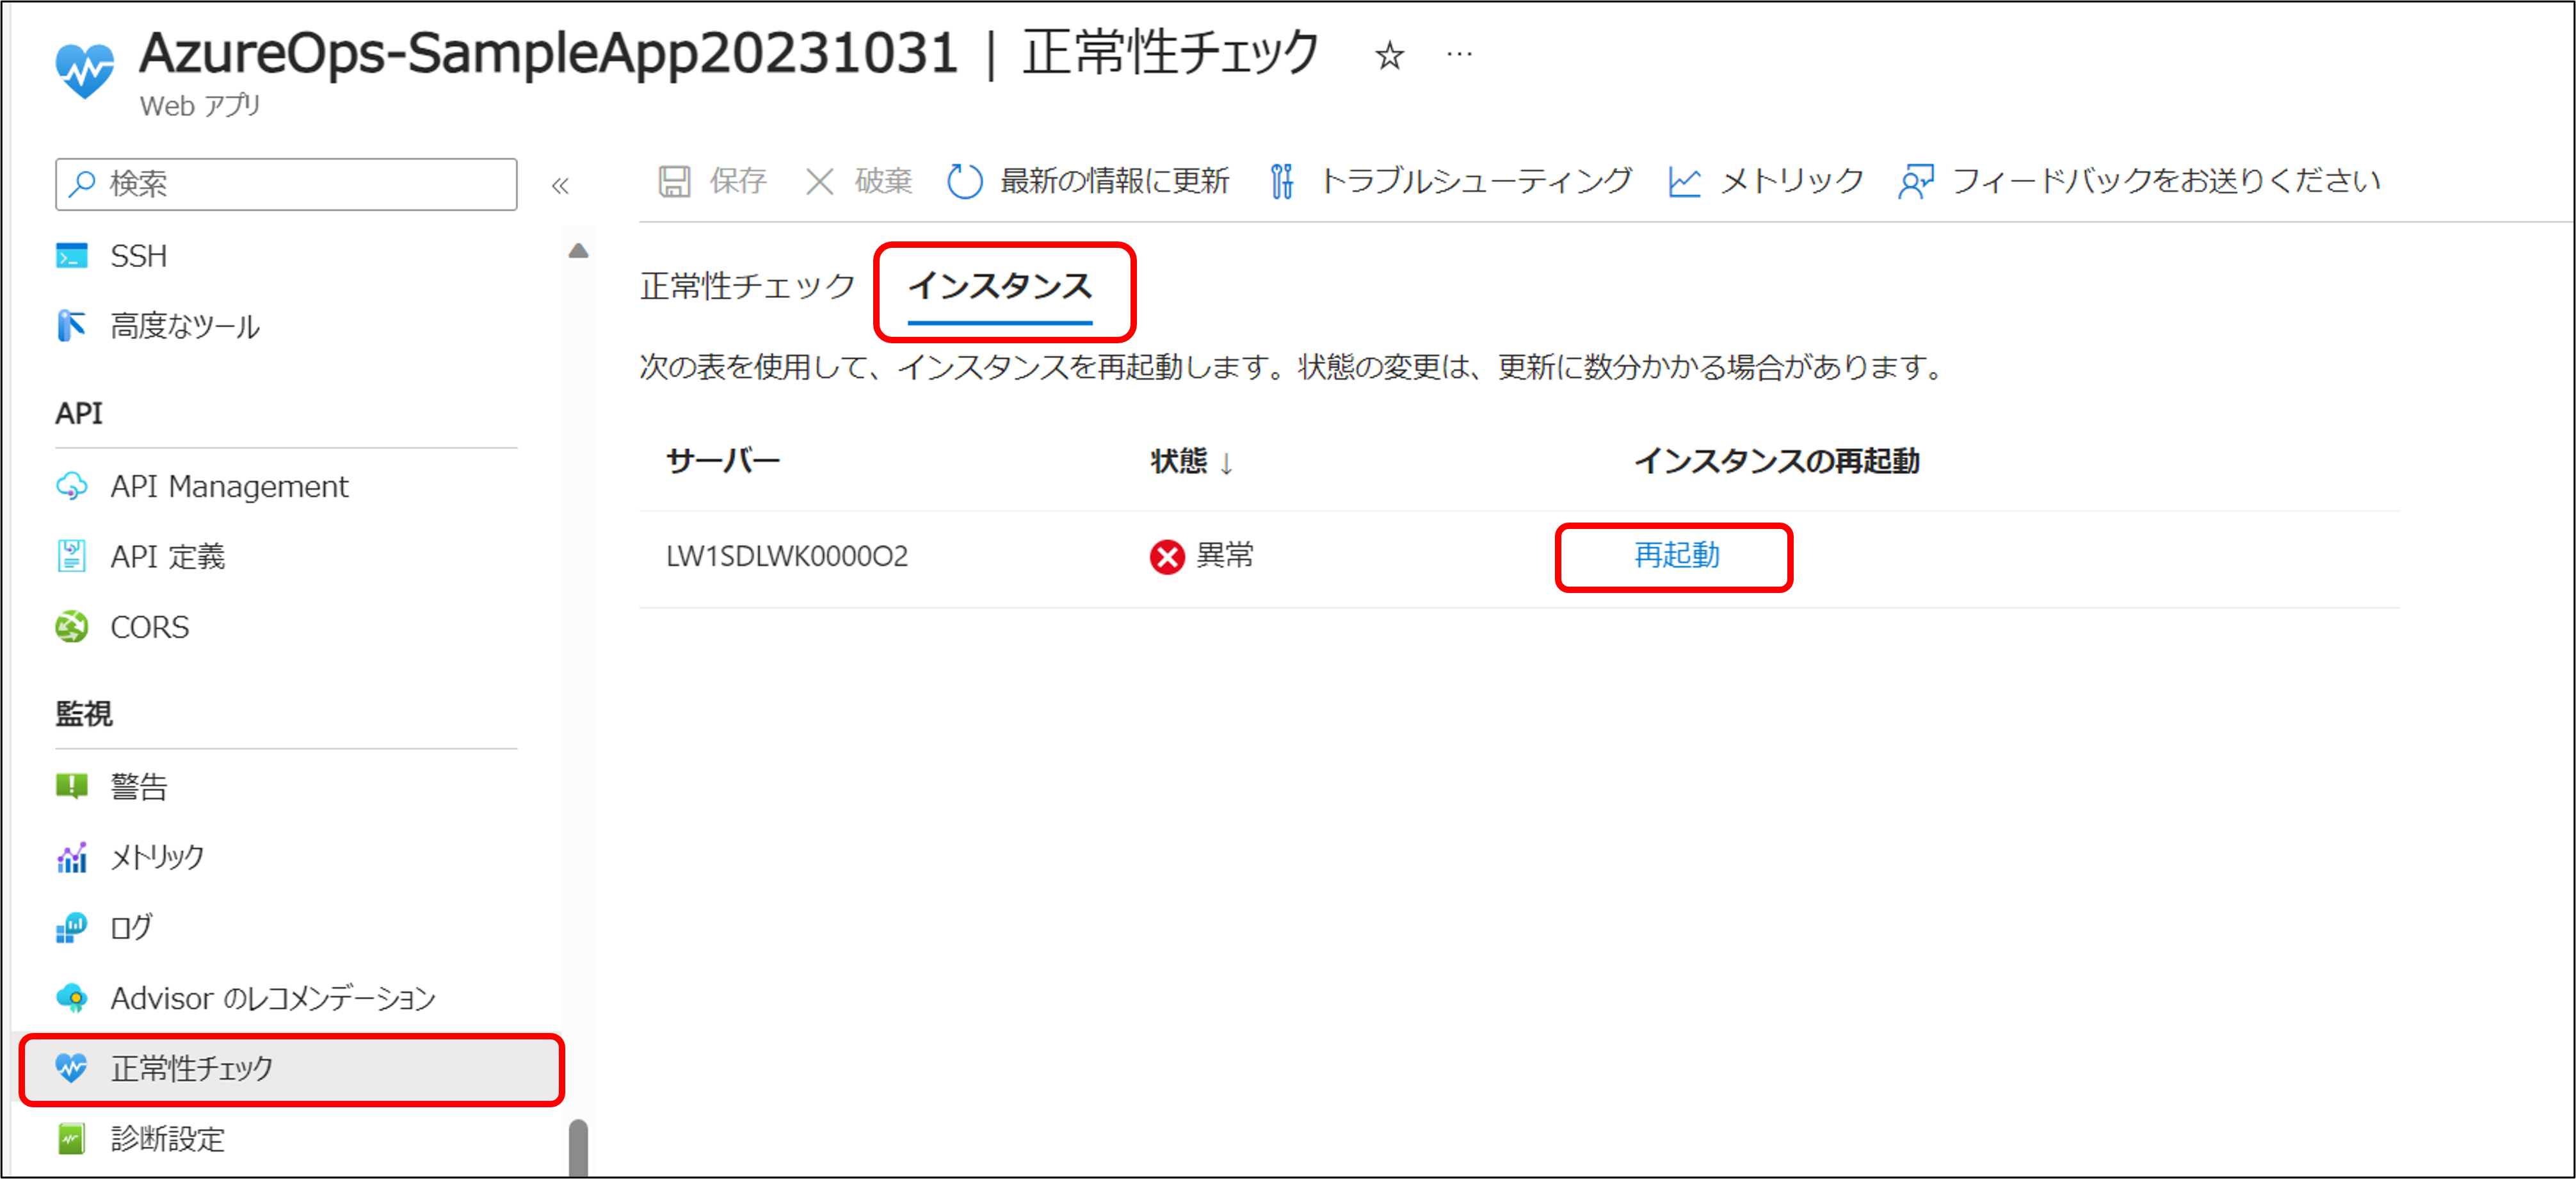 AzureOps-SampleApp20231031 | 正常性チェック ☆ …
Web アプリ
検索 «
SSH
高度なツール
API
API Management
API 定義
CORS
監視
警告
メトリック
ログ
Advisor のレコメンデーション
正常性チェック
診断設定
保存 破棄 最新の情報に更新 トラブルシューティング メトリック フィードバックをお送りください
正常性チェック インスタンス
次の表を使用して、インスタンスを再起動します。状態の変更は、更新に数分かかる場合があります。
サーバー 状態 ↓ インスタンスの再起動
LW1SDLWK0000O2 異常 再起動